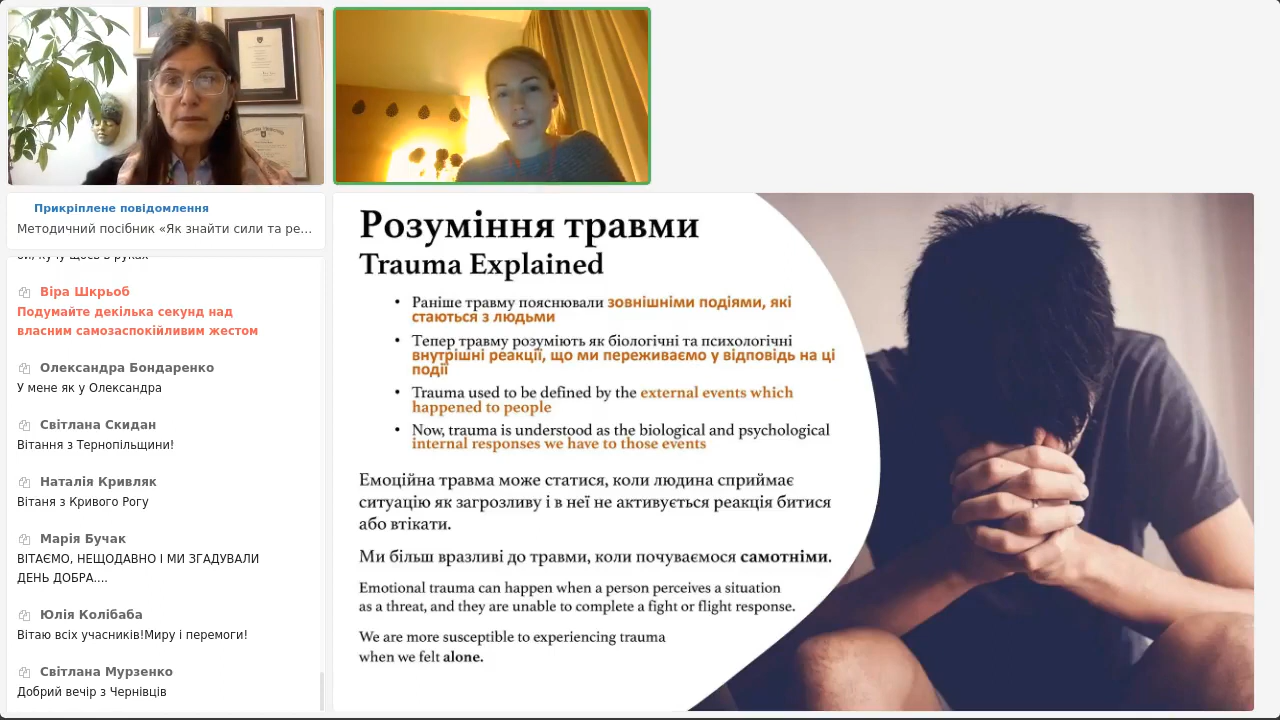 Прикріплене повідомлення
Методичний посібник «Як знайти сили та ре...
Віра Шкрьоб
Подумайте декілька секунд над
власним самозаспокійливим жестом
Олександра Бондаренко
У мене як у Олександра
Світлана Скидан
Вітання з Тернопільщини!
Наталія Кривляк
Вітаня з Кривого Рогу
Марія Бучак
ВІТАЄМО, НЕЩОДАВНО І МИ ЗГАДУВАЛИ
ДЕНЬ ДОБРА....
Юлія Колібаба
Вітаю всіх учасників!Миру і перемоги!
Світлана Мурзенко
Добрий вечір з Чернівців
Розуміння травми
Trauma Explained
• Раніше травму пояснювали зовнішніми подіями, які
стаються з людьми
• Тепер травму розуміють як біологічні та психологічні
внутрішні реакції, що ми переживаємо у відповідь на ці
події
• Trauma used to be defined by the external events which
happened to people
• Now, trauma is understood as the biological and psychological
internal responses we have to those events
Емоційна травма може статися, коли людина сприймає
ситуацію як загрозливу і в неї не активується реакція битися
або втікати.
Ми більш вразливі до травми, коли почуваємося самотніми.
Emotional trauma can happen when a person perceives a situation
as a threat, and they are unable to complete a fight or flight response.
We are more susceptible to experiencing trauma
when we felt alone.